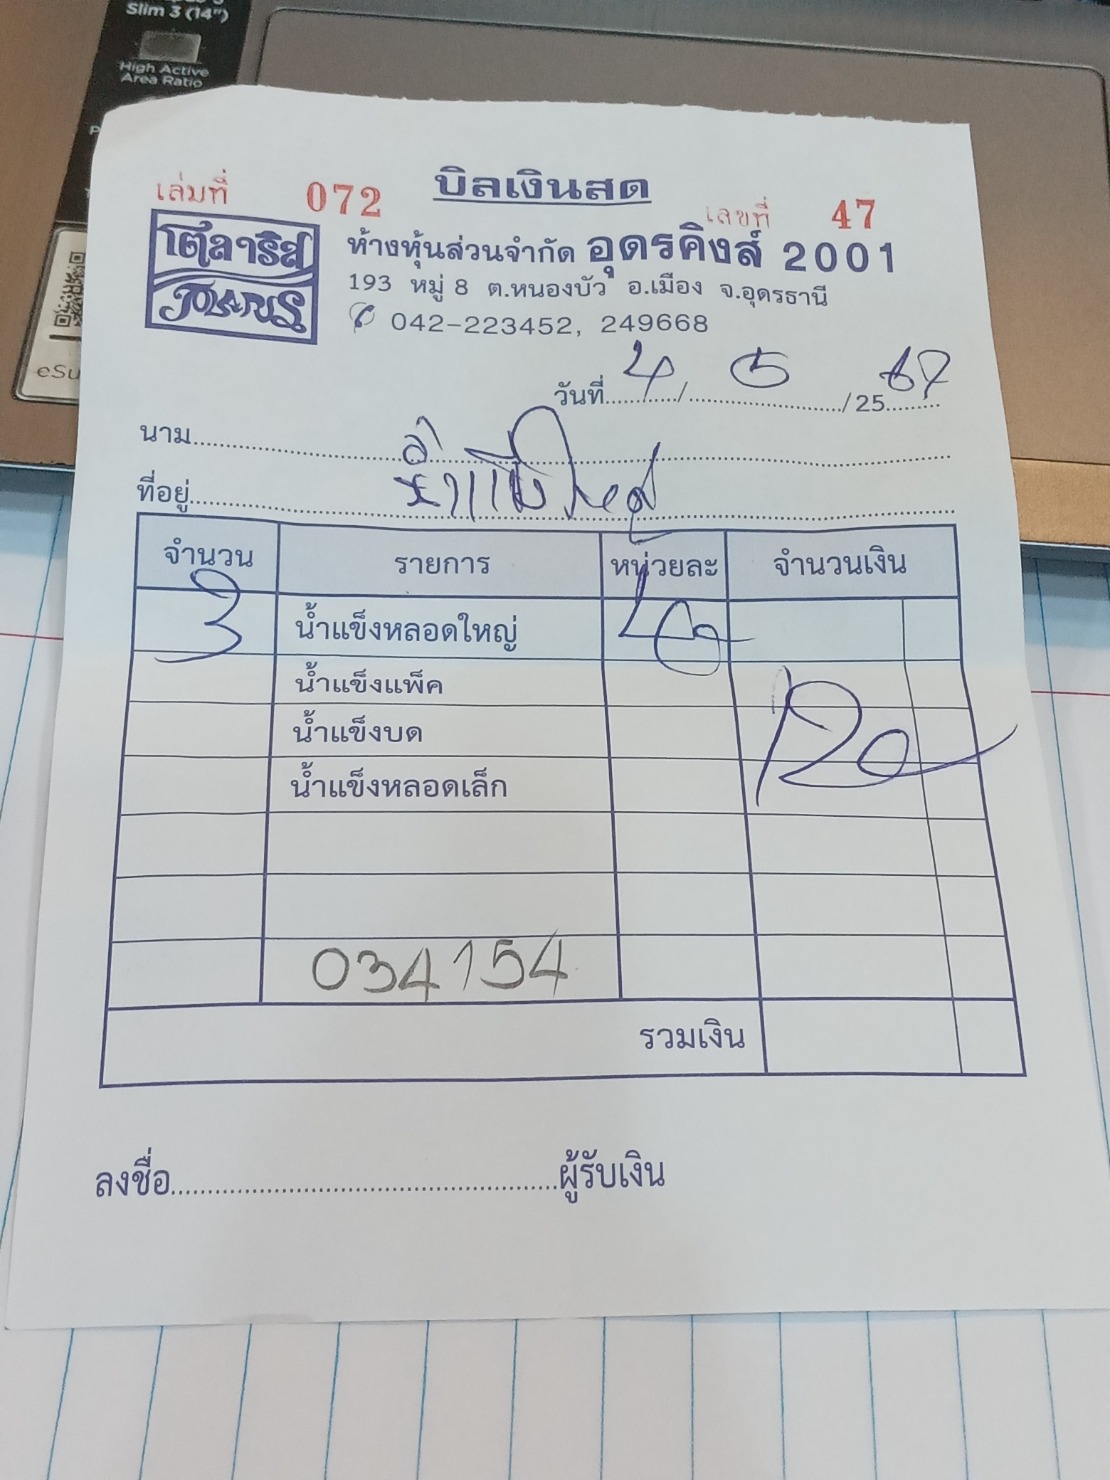 Slim 3 (14")
High Active
Area Ratio
บิลเงินสด
เล่มที่ 072 เลขที่ 47
โตลาริส ห้างหุ้นส่วนจำกัด อุดรคิงส์ 2001
193 หมู่ 8 ต.หนองบัว อ.เมือง จ.อุดรธานี
042-223452, 249668
eSu
วันที่ 4 / 5 / 25 67
นาม
ที่อยู่
จำนวน รายการ หน่วยละ จำนวนเงิน
3 น้ำแข็งหลอดใหญ่ 40
น้ำแข็งแพ็ค
120
น้ำแข็งบด
น้ำแข็งหลอดเล็ก
034154
รวมเงิน
ลงชื่อ ผู้รับเงิน